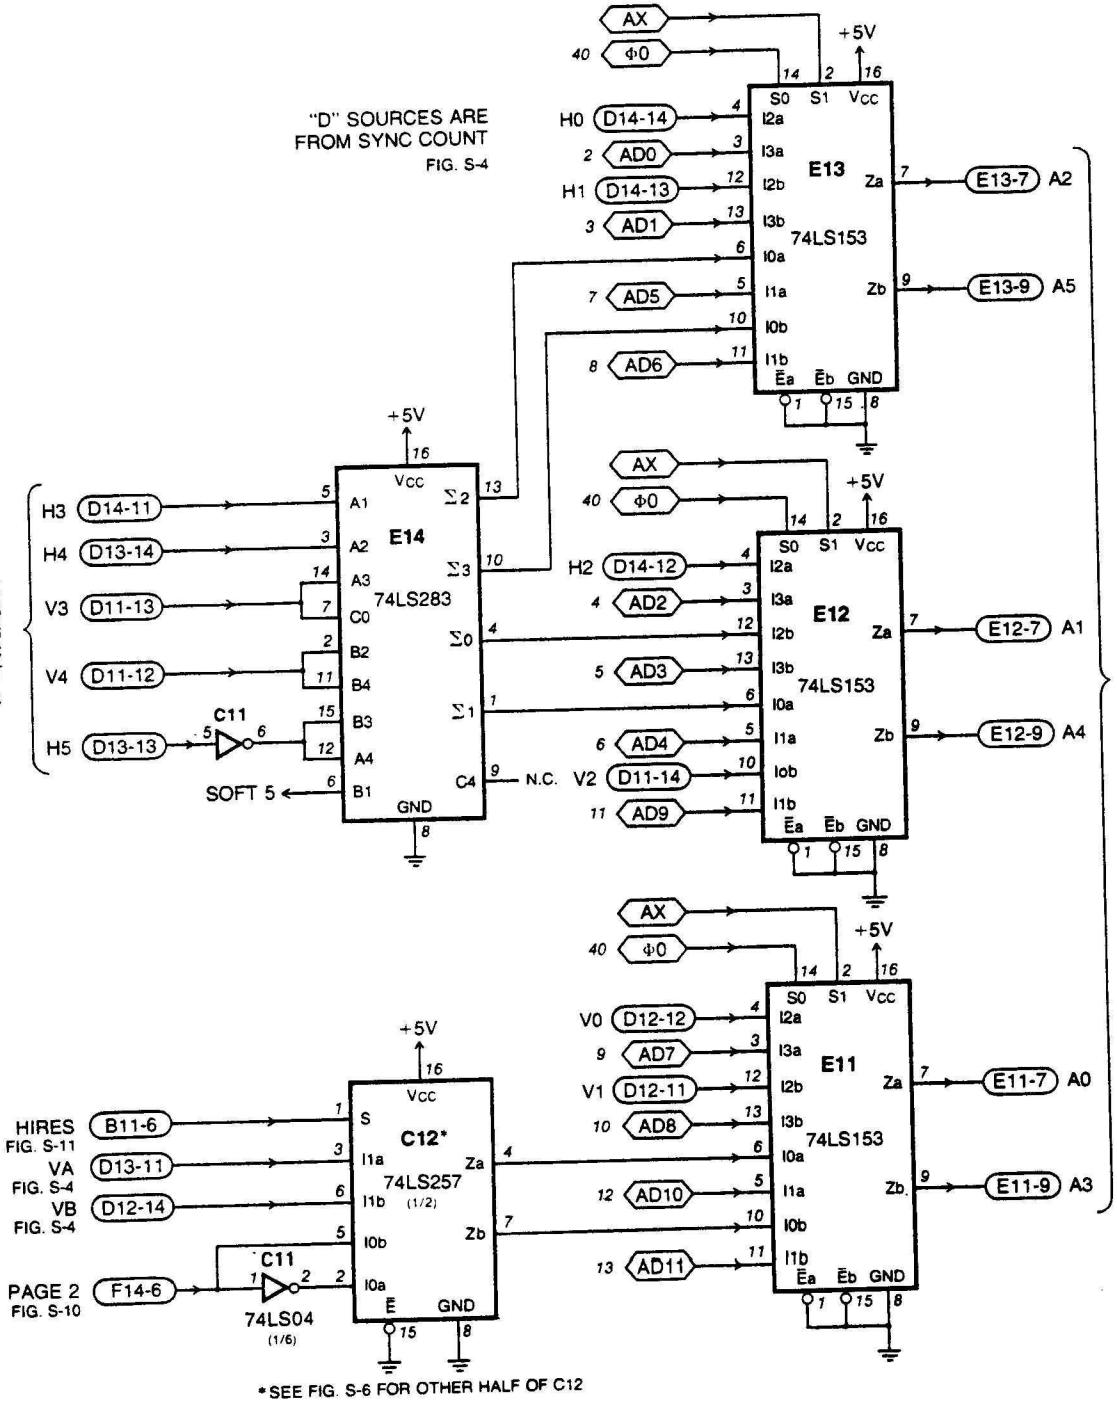 AX
40 Φ0
+5V
14 2 16
S0 S1 VCC
"D" SOURCES ARE
FROM SYNC COUNT
FIG. S-4
H0 D14-14 4 I2a
2 AD0 3 I3a
H1 D14-13 12 I2b
3 AD1 13 I3b
6 I0a
7 AD5 5 I1a
10 I0b
8 AD6 11 I1b
E13
74LS153
Za 7 E13-7 A2
Zb 9 E13-9 A5
Ēa Ēb GND
1 15 8
+5V
16
VCC
H3 D14-11 5 A1
H4 D13-14 3 A2
V3 D11-13 14 A3
7 C0
V4 D11-12 2 B2
11 B4
C11
H5 D13-13 5 6 15 B3
12 A4
SOFT 5 6 B1
E14
74LS283
Σ2 13
Σ3 10
Σ0 4
Σ1 1
C4 9 N.C.
GND
8
AX
40 Φ0
+5V
14 2 16
S0 S1 VCC
H2 D14-12 4 I2a
4 AD2 3 I3a
12 I2b
5 AD3 13 I3b
6 I0a
6 AD4 5 I1a
V2 D11-14 10 I0b
11 AD9 11 I1b
E12
74LS153
Za 7 E12-7 A1
Zb 9 E12-9 A4
Ēa Ēb GND
1 15 8
AX
40 Φ0
+5V
14 2 16
S0 S1 VCC
V0 D12-12 4 I2a
9 AD7 3 I3a
V1 D12-11 12 I2b
10 AD8 13 I3b
6 I0a
12 AD10 5 I1a
10 I0b
13 AD11 11 I1b
E11
74LS153
Za 7 E11-7 A0
Zb 9 E11-9 A3
Ēa Ēb GND
1 15 8
+5V
16
VCC
HIRES B11-6 1 S
FIG. S-11
VA D13-11 3 I1a
FIG. S-4
VB D12-14 6 I1b
FIG. S-4
5 I0b
C11
PAGE 2 F14-6 1 2 2 I0a
FIG. S-10
74LS04
(1/6)
C12*
74LS257
(1/2)
Za 4
Zb 7
Ē GND
15 8
*SEE FIG. S-6 FOR OTHER HALF OF C12